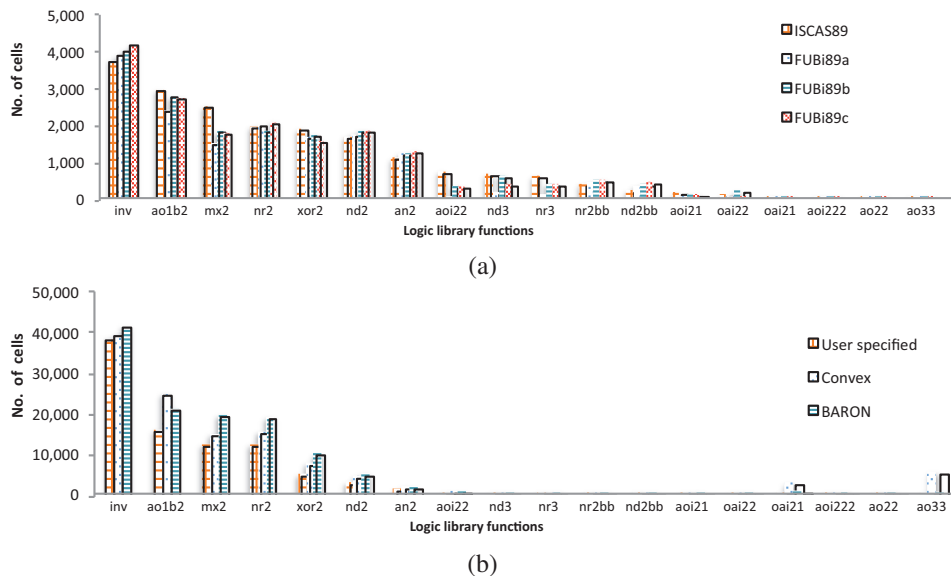 5,000
4,000
3,000
2,000
1,000
0
No. of cells
ISCAS89
FUBi89a
FUBi89b
FUBi89c
inv ao1b2 mx2 nr2 xor2 nd2 an2 aoi22 nd3 nr3 nr2bb nd2bb aoi21 oai22 oai21 aoi222 ao22 ao33
Logic library functions
(a)
50,000
40,000
30,000
20,000
10,000
0
No. of cells
User specified
Convex
BARON
inv ao1b2 mx2 nr2 xor2 nd2 an2 aoi22 nd3 nr3 nr2bb nd2bb aoi21 oai22 oai21 aoi222 ao22 ao33
Logic library functions
(b)